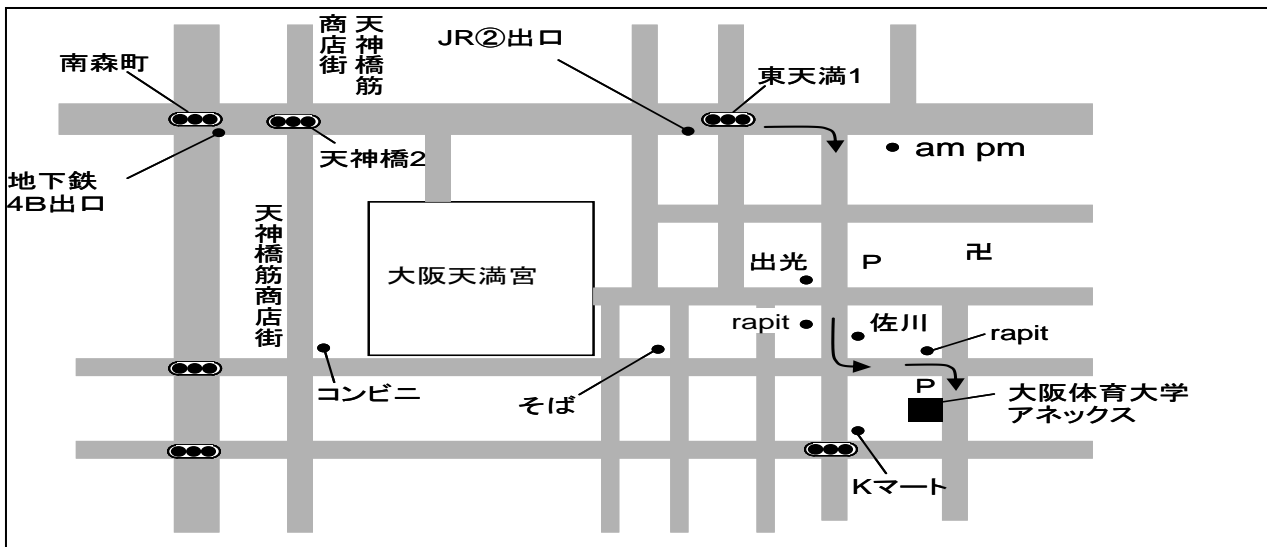 天神橋筋
商店街
JR②出口
南森町
東天満1
天神橋2
am pm
地下鉄
4B出口
天神橋筋商店街
大阪天満宮
出光
P
卍
rapit
佐川
rapit
コンビニ
そば
P
大阪体育大学
アネックス
Kマート